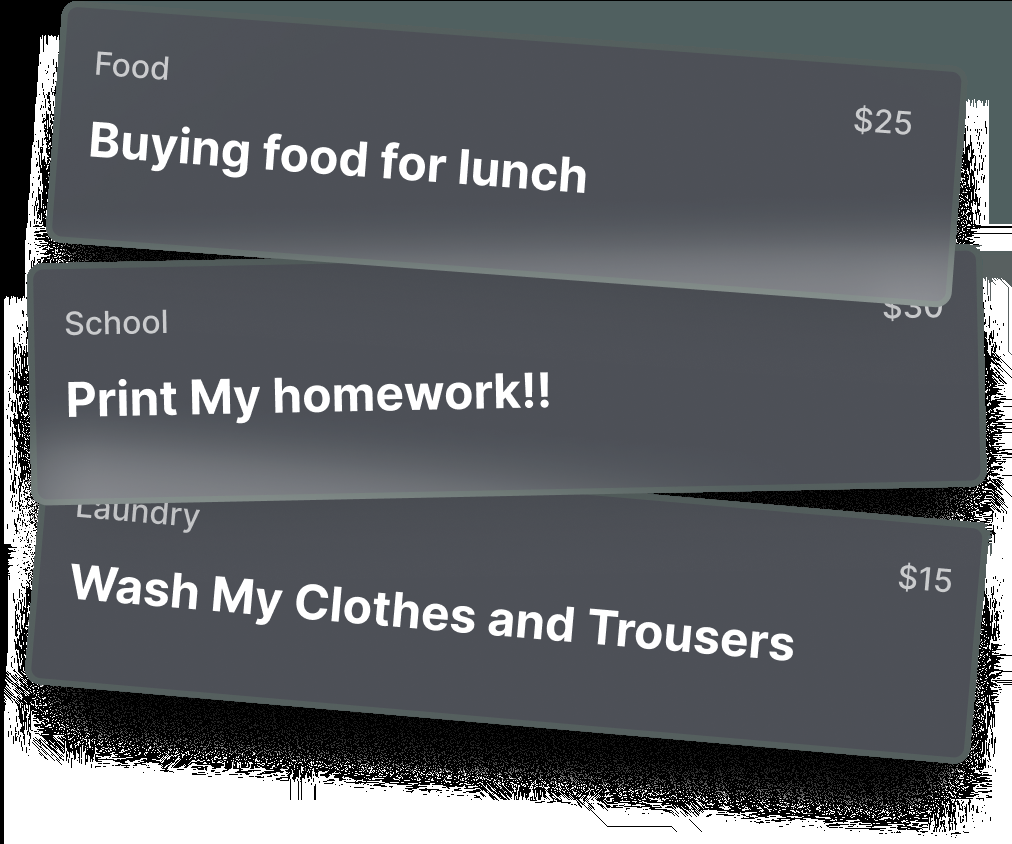 Food
$25
Buying food for lunch
$30
School
Print My homework!!
Laundry
$15
Wash My Clothes and Trousers